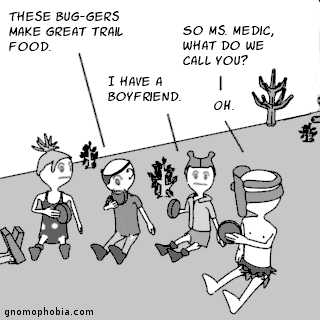 THESE BUG-GERS
MAKE GREAT TRAIL
FOOD.
I HAVE A
BOYFRIEND.
SO MS. MEDIC,
WHAT DO WE
CALL YOU?
OH.
gnomophobia.com